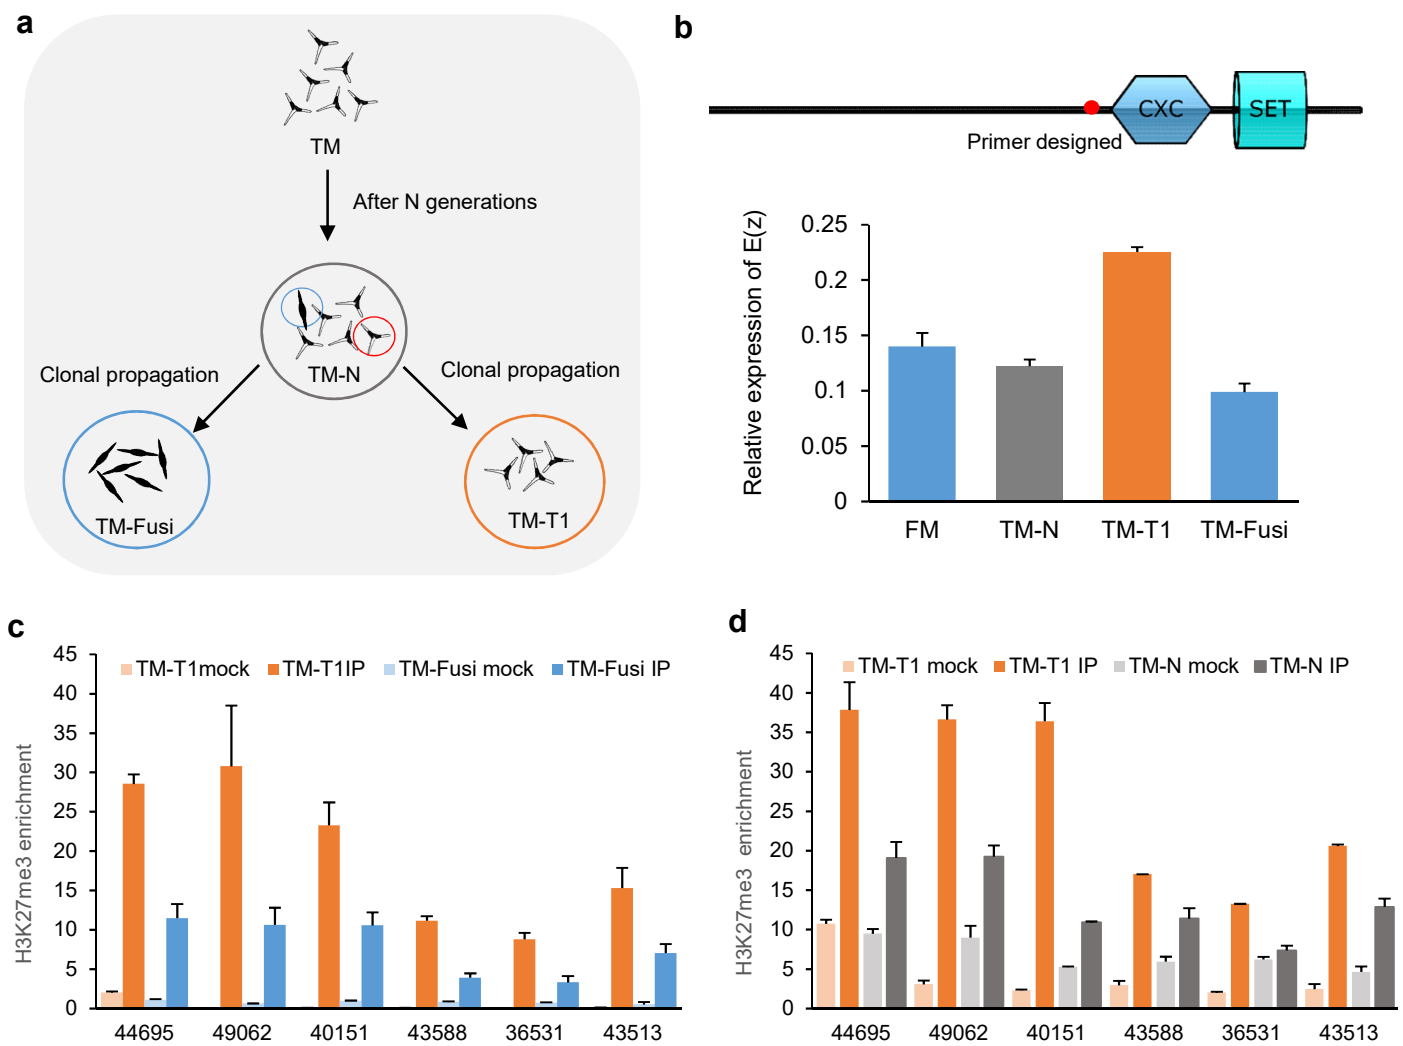 a
TM
After N generations
TM-N
Clonal propagation
Clonal propagation
TM-Fusi
TM-T1
b
CXC
SET
Primer designed
Relative expression of E(z)
0.25
0.2
0.15
0.1
0.05
0
FM TM-N TM-T1 TM-Fusi
c
H3K27me3 enrichment
TM-T1mock TM-T1IP TM-Fusi mock TM-Fusi IP
45
40
35
30
25
20
15
10
5
0
44695 49062 40151 43588 36531 43513
d
H3K27me3 enrichment
TM-T1 mock TM-T1 IP TM-N mock TM-N IP
45
40
35
30
25
20
15
10
5
0
44695 49062 40151 43588 36531 43513